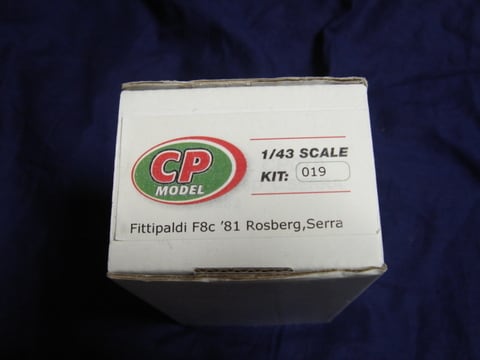 CP
MODEL
1/43 SCALE
KIT: 019
Fittipaldi F8c '81 Rosberg,Serra